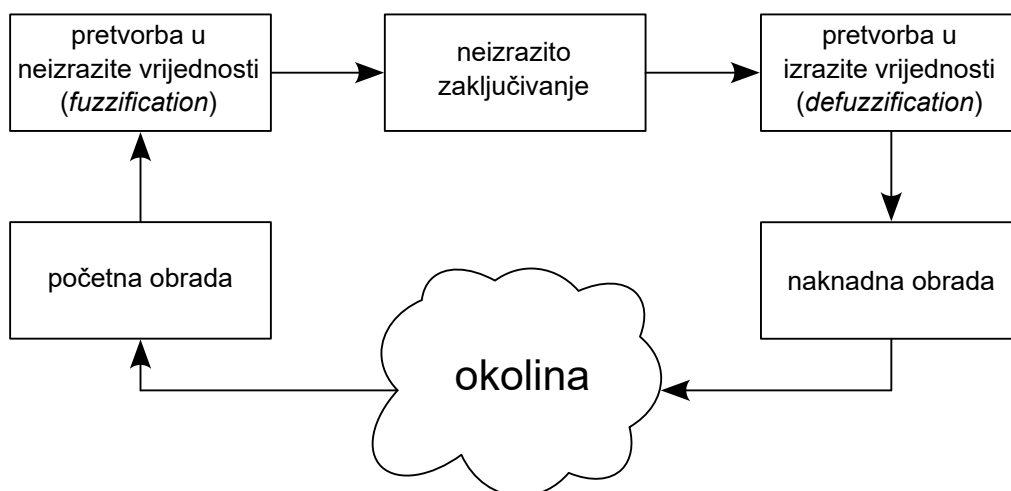 pretvorba u
neizrazite vrijednosti
(fuzzification)
neizrazito
zaključivanje
pretvorba u
izrazite vrijednosti
(defuzzification)
početna obrada
naknadna obrada
okolina